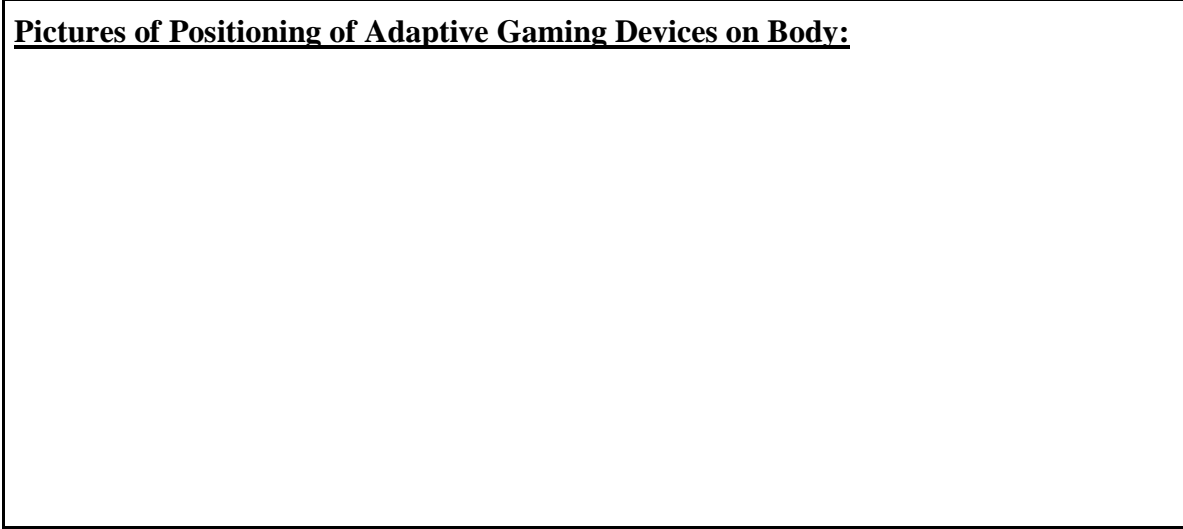 Pictures of Positioning of Adaptive Gaming Devices on Body: